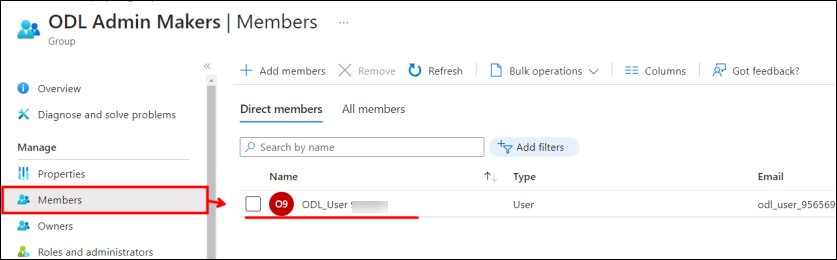 ODL Admin Makers | Members ...
Group
«
+ Add members Remove Refresh Bulk operations Columns Got feedback?
Overview
Diagnose and solve problems
Direct members All members
Manage
Search by name Add filters
Properties
Name Type Email
Members
O9 ODL_User User odl_user_956569
Owners
Roles and administrators